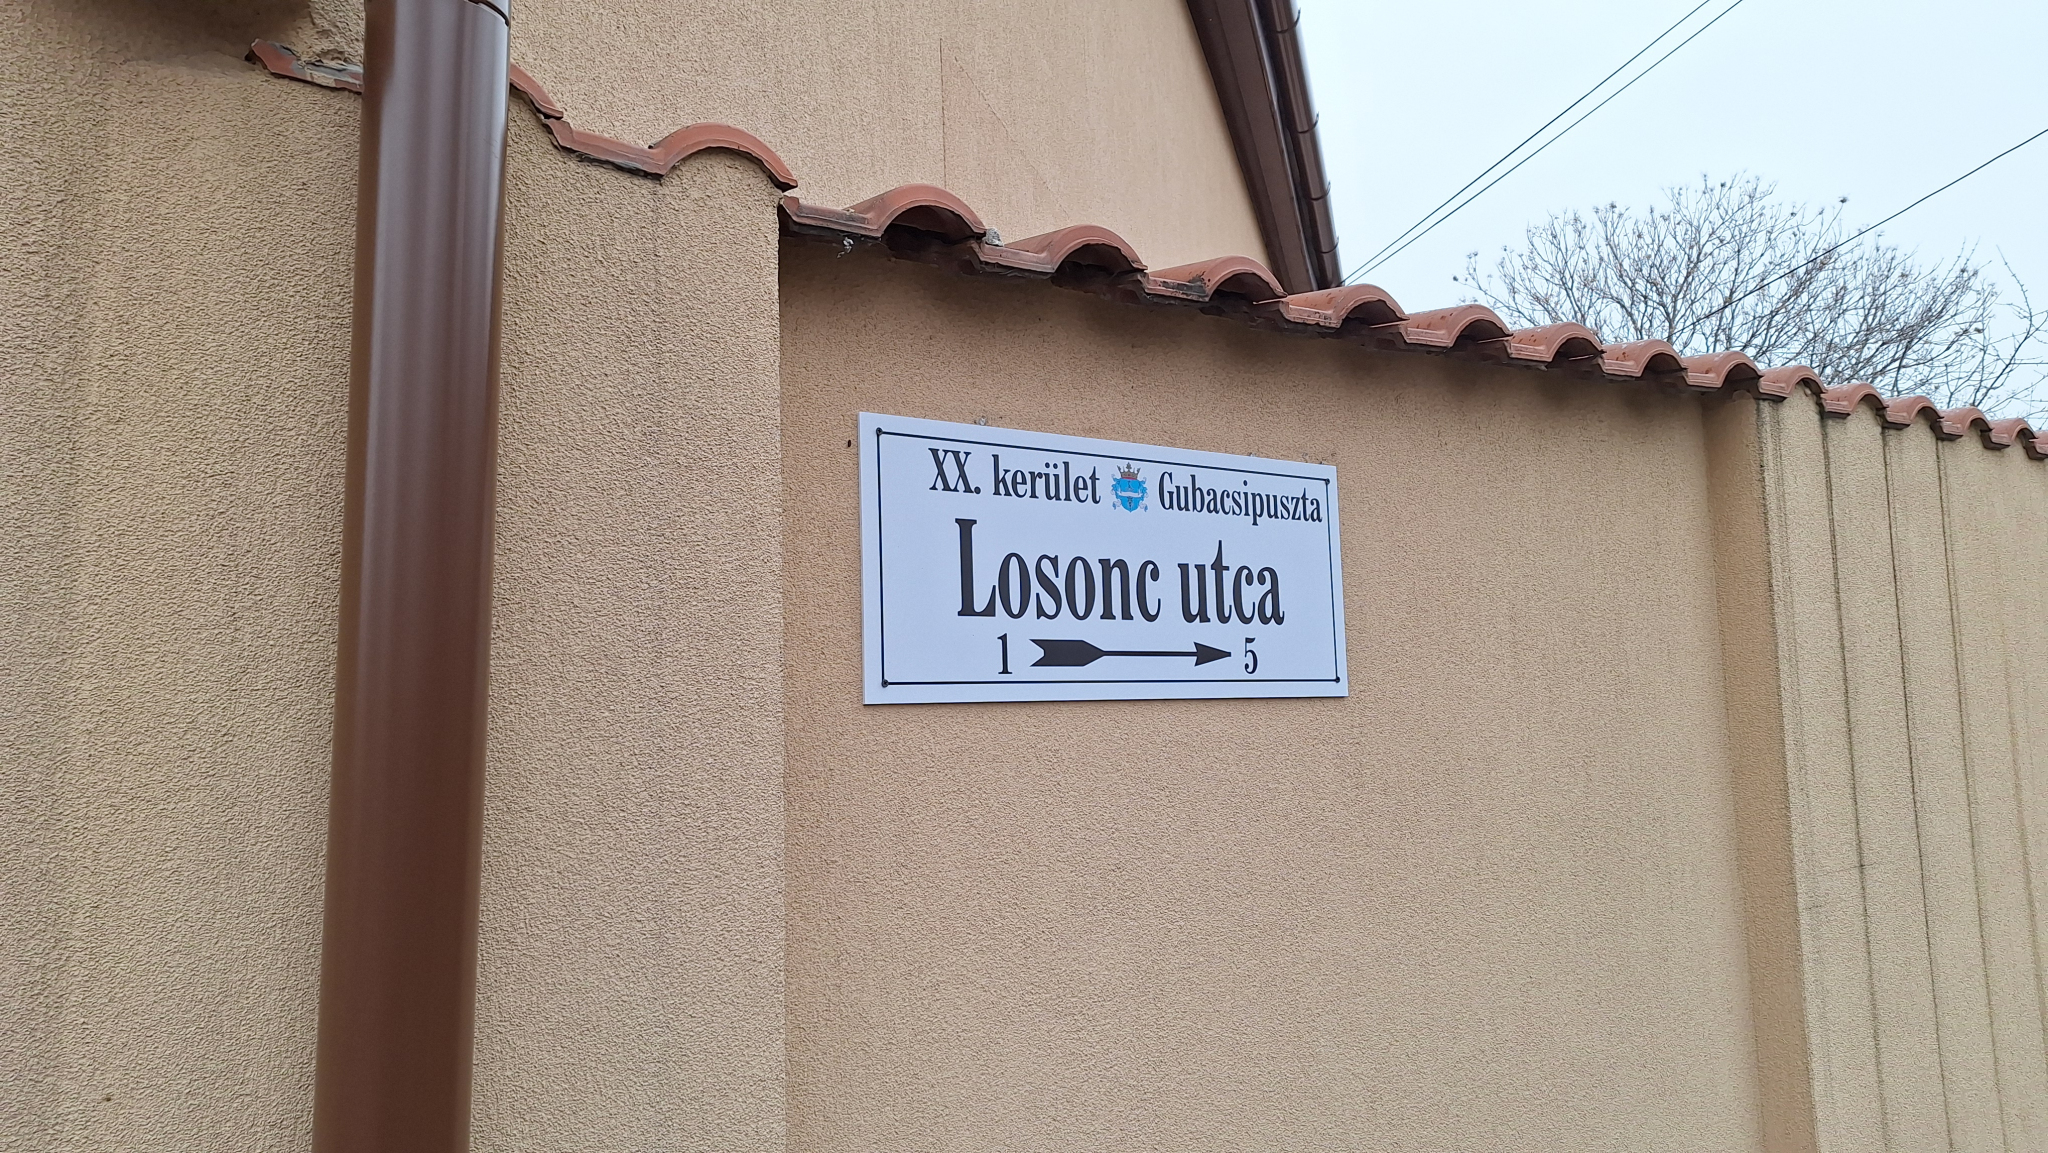 XX. kerület Gubacsipuszta
Losonc utca
1 5